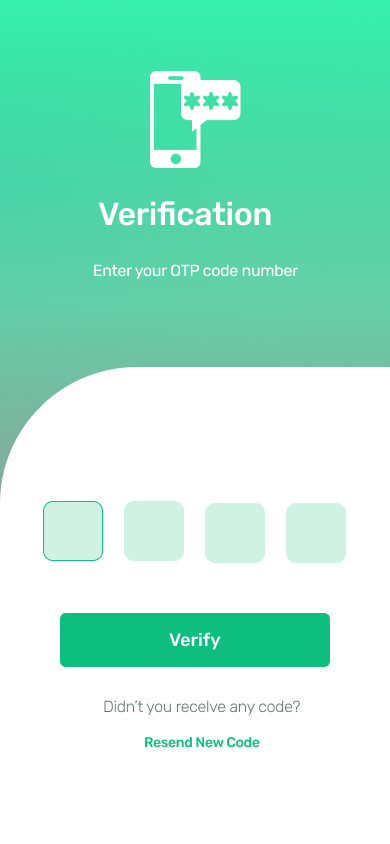 Verification
Enter your OTP code number
Verify
Didn't you receIve any code?
Resend New Code